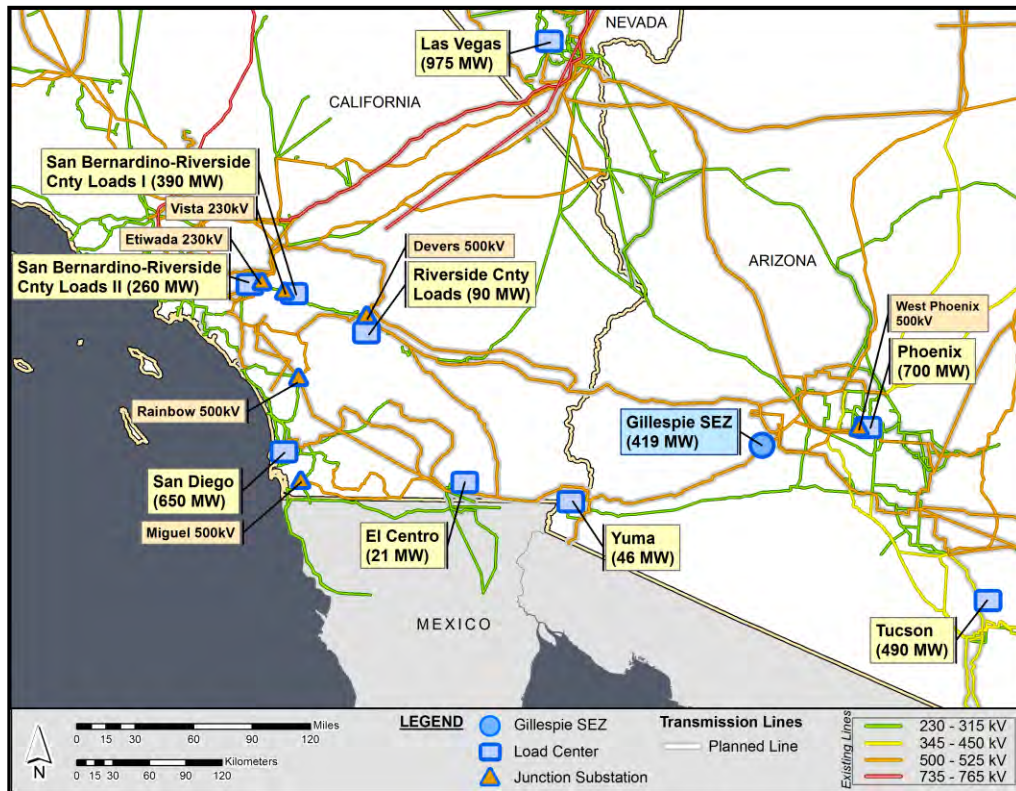 NEVADA
Las Vegas
(975 MW)
CALIFORNIA
San Bernardino-Riverside
Cnty Loads I (390 MW)
Vista 230kV
Etiwada 230kV
San Bernardino-Riverside
Cnty Loads II (260 MW)
Devers 500kV
Riverside Cnty
Loads (90 MW)
ARIZONA
West Phoenix
500kV
Phoenix
(700 MW)
Rainbow 500kV
Gillespie SEZ
(419 MW)
San Diego
(650 MW)
Miguel 500kV
El Centro
(21 MW)
Yuma
(46 MW)
MEXICO
Tucson
(490 MW)
N
Miles
0 15 30 60 90 120
Kilometers
0 15 30 60 90 120
LEGEND
Gillespie SEZ
Load Center
Junction Substation
Transmission Lines
Planned Line
Existing Lines
230 - 315 kV
345 - 450 kV
500 - 525 kV
735 - 765 kV